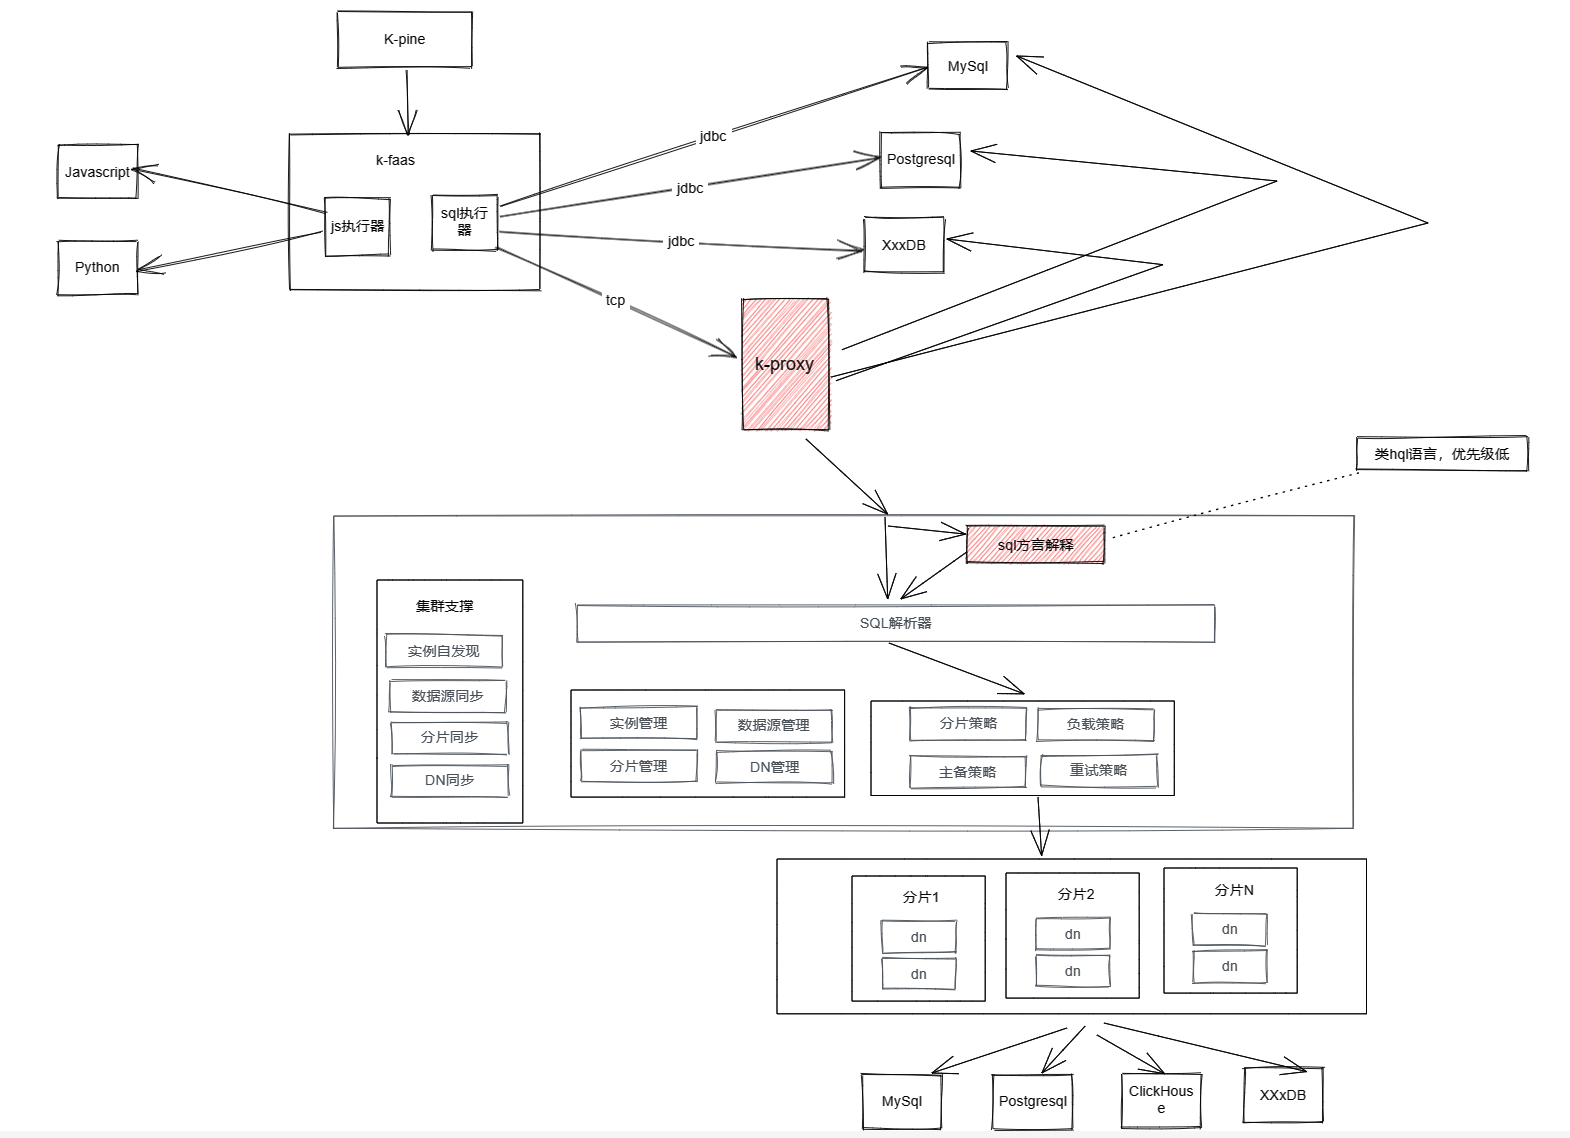 K-pine
MySql
jdbc
k-faas
Postgresql
Javascript
jdbc
js执行器
sql执行
器
jdbc
XxxDB
Python
tcp
k-proxy
类hql语言，优先级低
sql方言解释
集群支撑
SQL解析器
实例自发现
数据源同步
分片同步
DN同步
实例管理
数据源管理
分片管理
DN管理
分片策略
负载策略
主备策略
重试策略
分片1
dn
dn
分片2
dn
dn
分片N
dn
dn
MySql
Postgresql
ClickHous
e
XXxDB